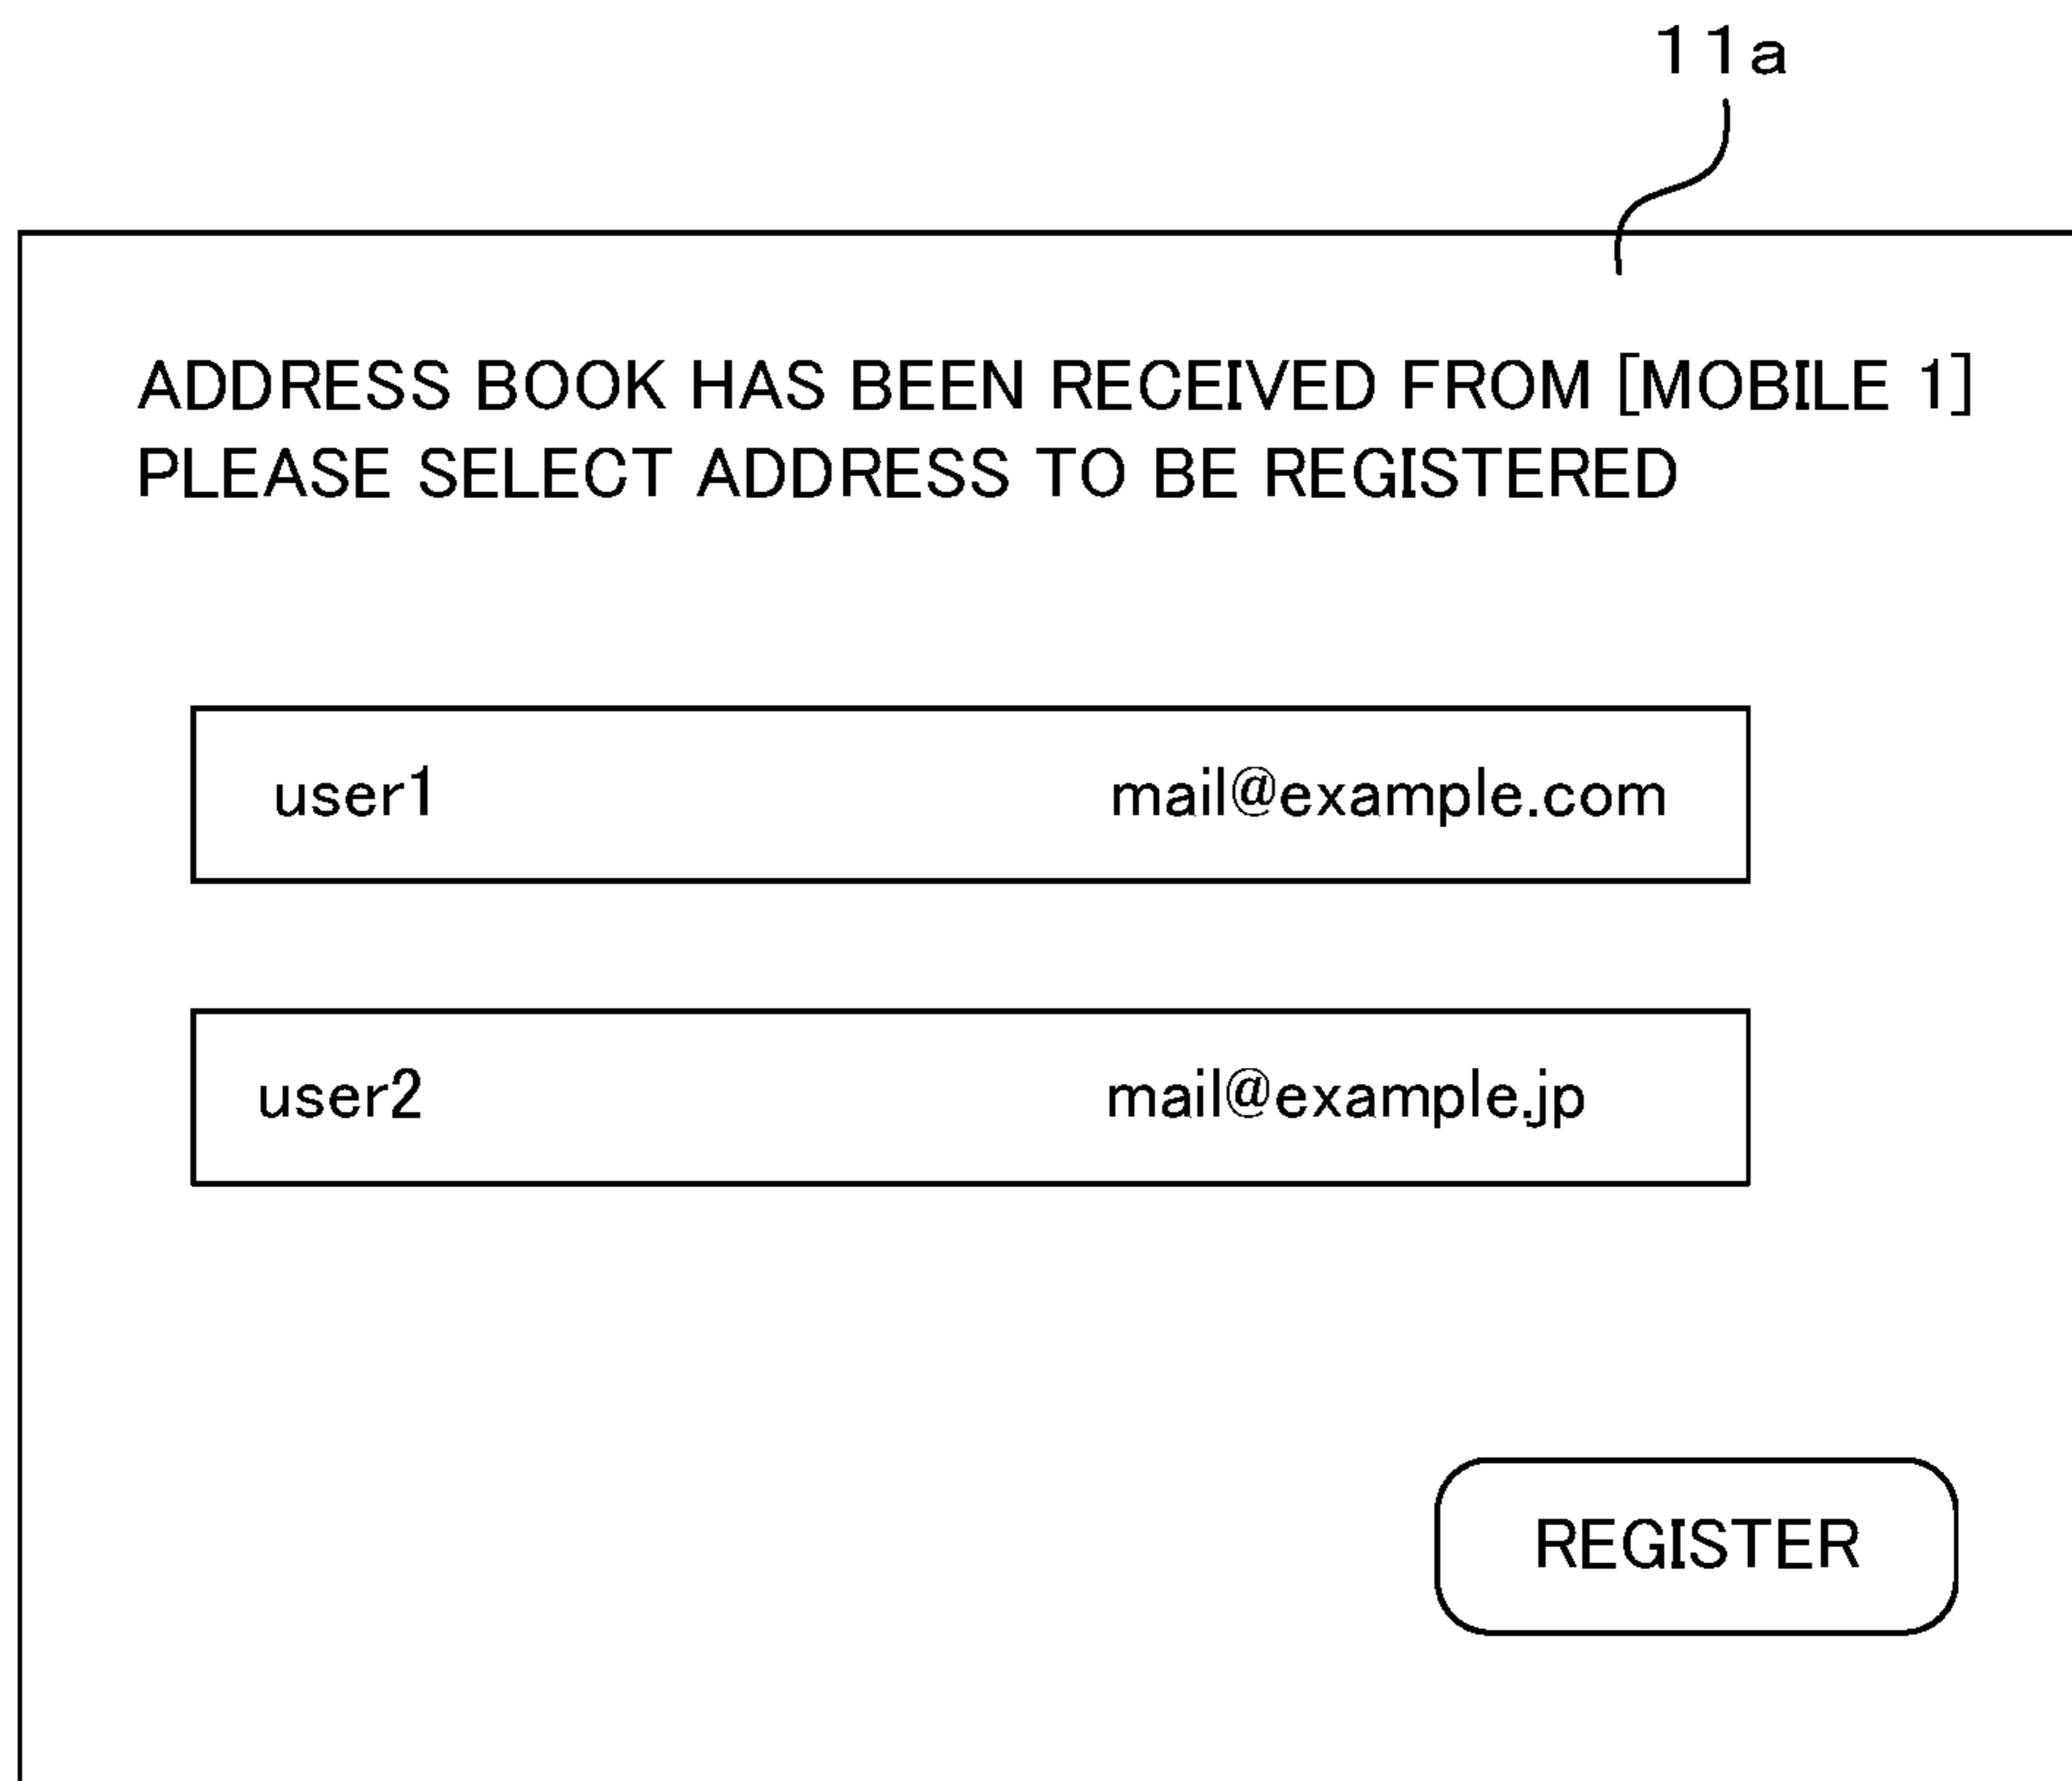 11a
ADDRESS BOOK HAS BEEN RECEIVED FROM [MOBILE 1]
PLEASE SELECT ADDRESS TO BE REGISTERED
user1 mail@example.com
user2 mail@example.jp
REGISTER